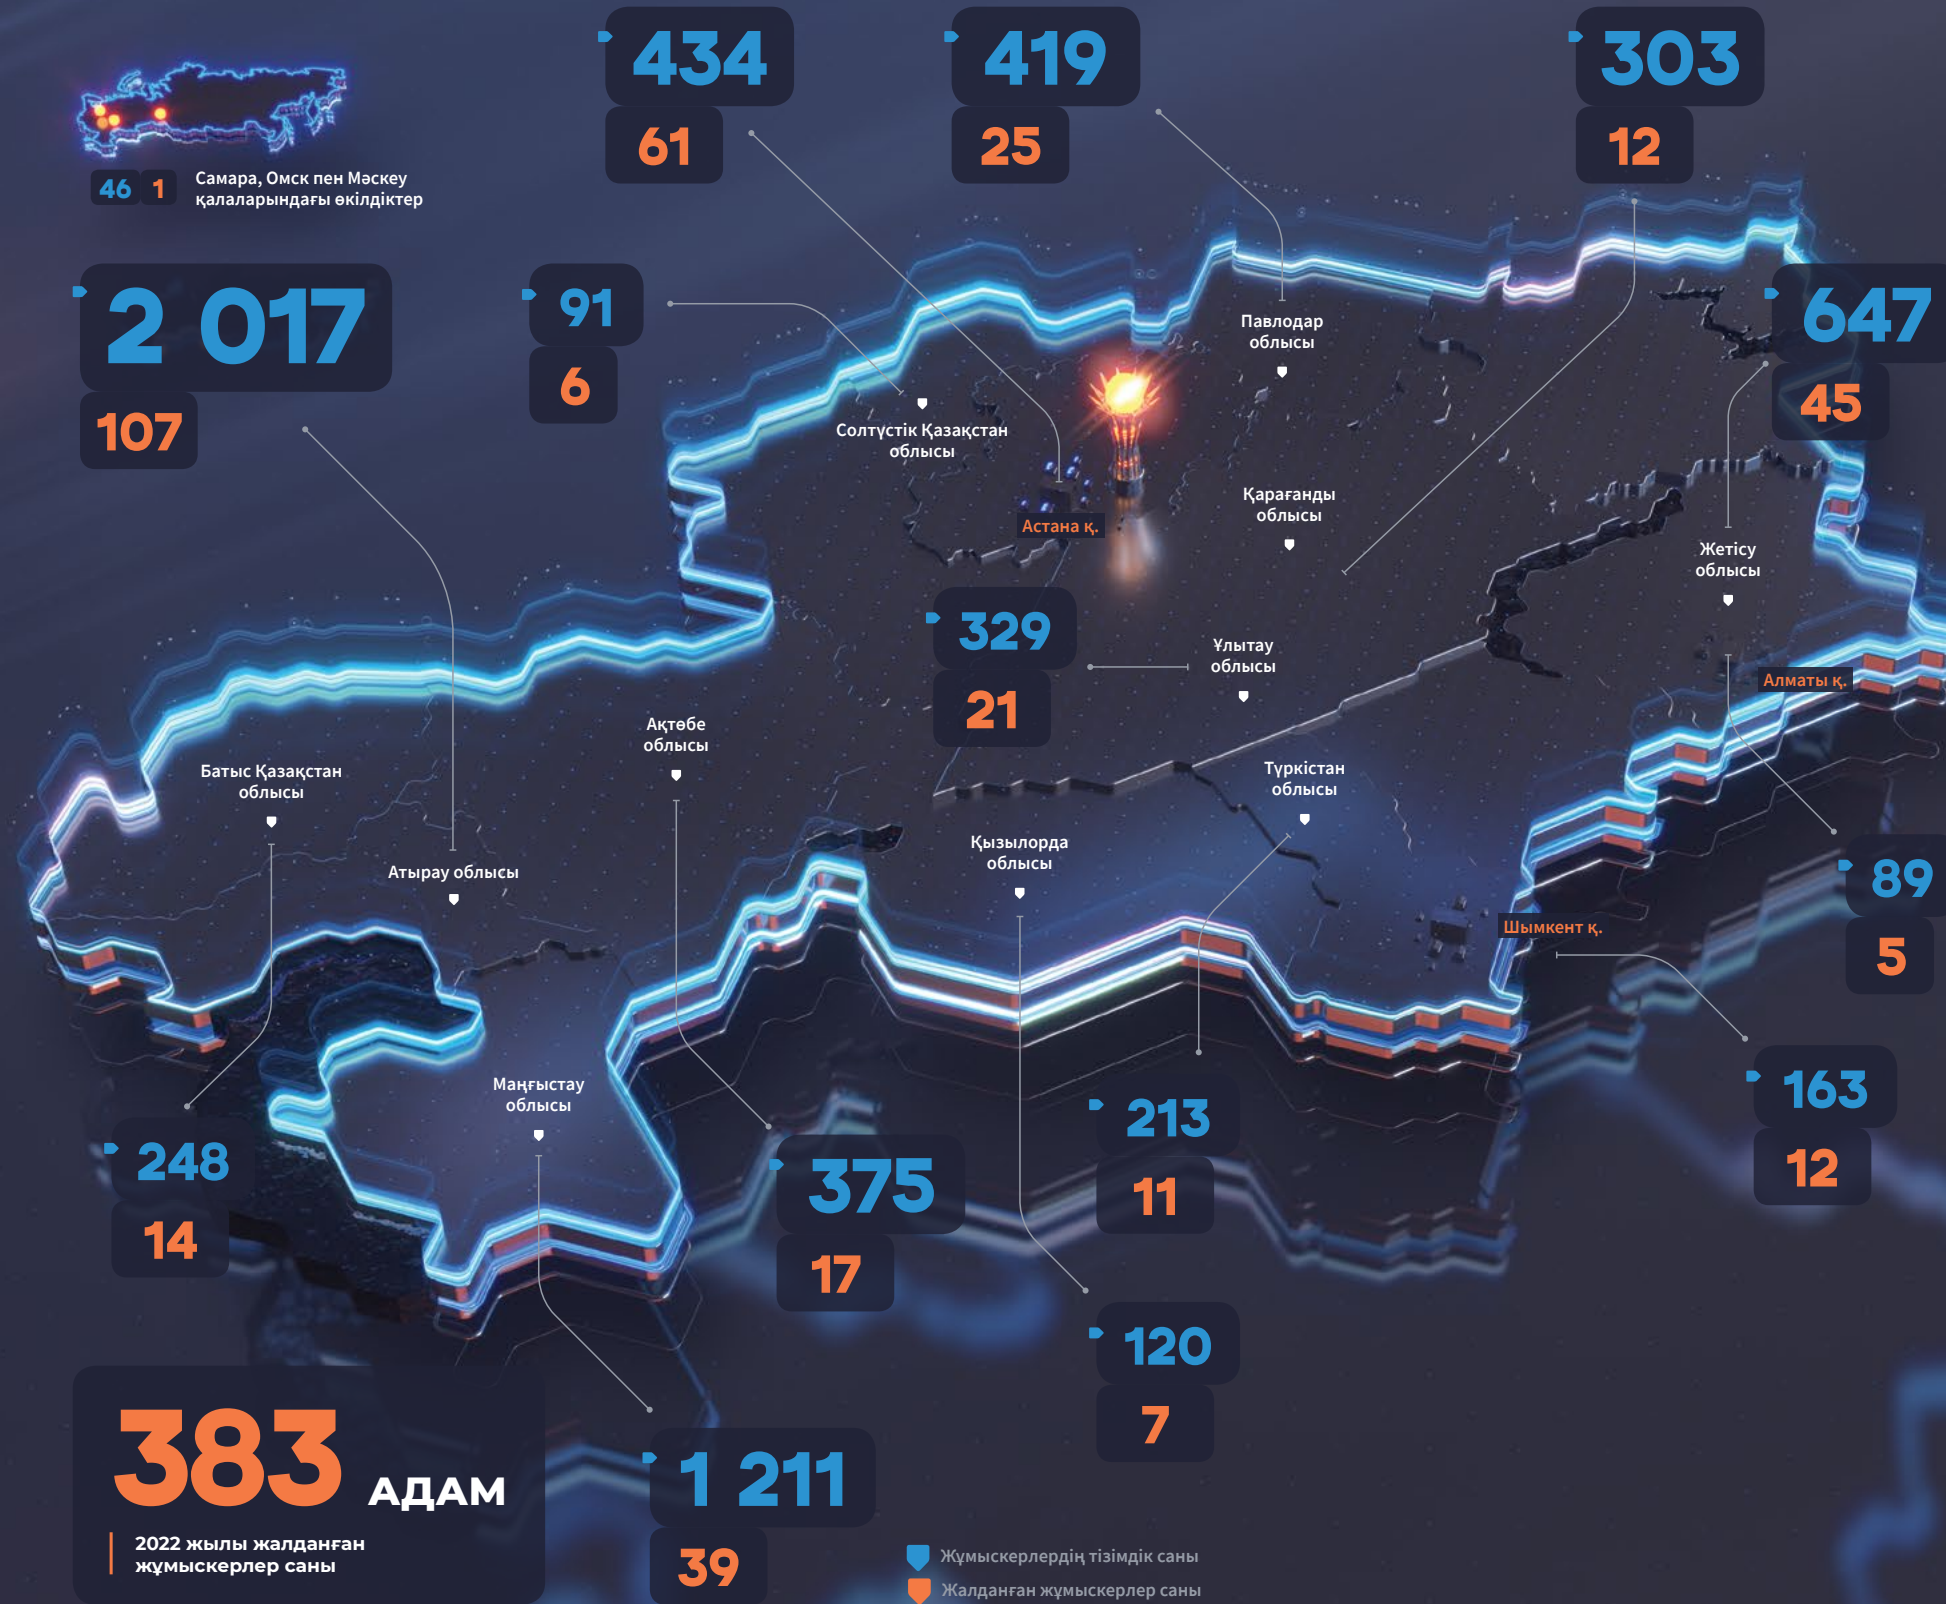 434
61
419
25
303
12
46 1
Самара, Омск пен Мәскеу
қалаларындағы өкілдіктер
2 017
107
91
6
647
45
Павлодар
облысы
Солтүстік Қазақстан
облысы
Астана қ.
Қарағанды
облысы
Жетісу
облысы
329
21
Ұлытау
облысы
Алматы қ.
Ақтөбе
облысы
Батыс Қазақстан
облысы
Түркістан
облысы
Қызылорда
облысы
Атырау облысы
89
5
Шымкент қ.
163
12
Маңғыстау
облысы
248
14
375
17
213
11
120
7
383 АДАМ
2022 жылы жалданған
жұмыскерлер саны
1 211
39
Жұмыскерлердің тізімдік саны
Жалданған жұмыскерлер саны